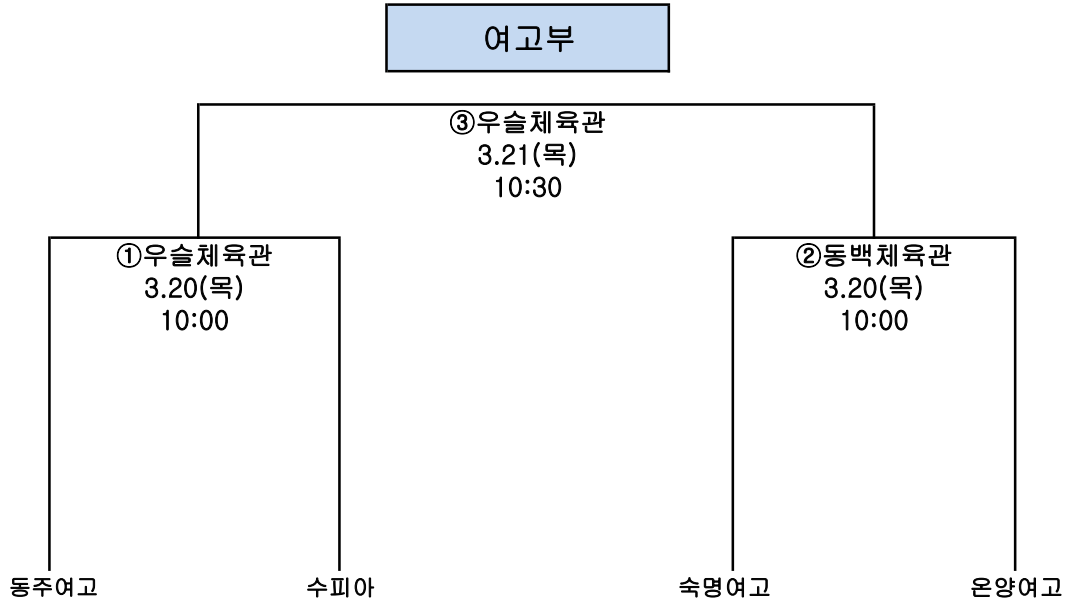 여고부
③우슬체육관
3.21(목)
10:30
①우슬체육관
3.20(목)
10:00
②동백체육관
3.20(목)
10:00
동주여고
수피아
숙명여고
온양여고